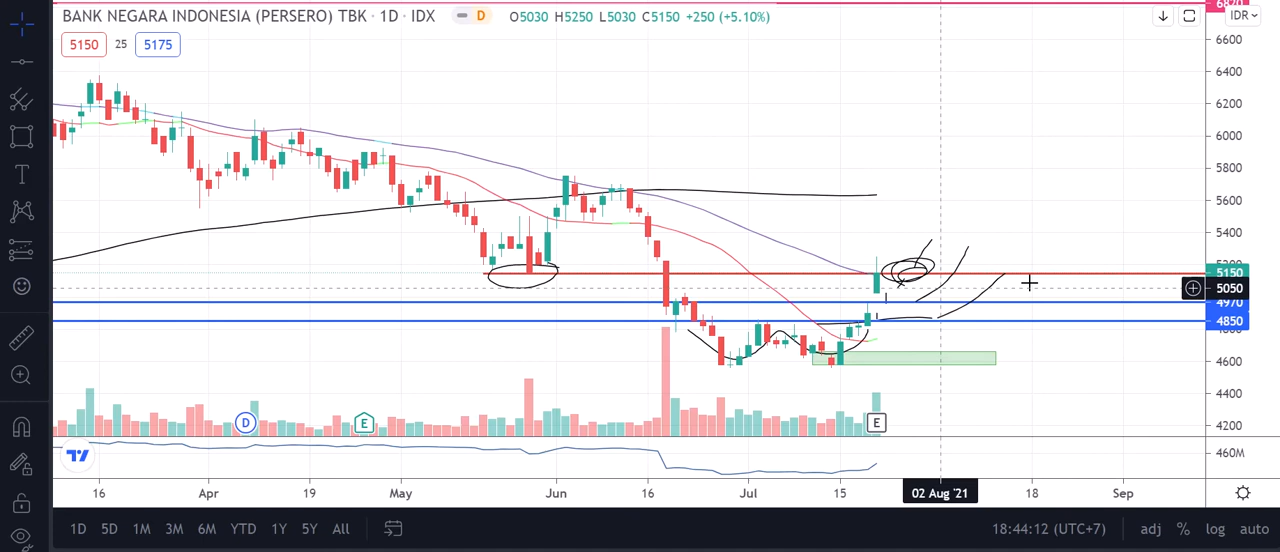 BANK NEGARA INDONESIA (PERSERO) TBK · 1D · IDX D O5030 H5250 L5030 C5150 +250 (+5.10%) IDR
5150 25 5175
6600
6400
6200
6000
5800
5600
5400
5150
5050
4970
4850
4600
4400
4200
D E E
460M
16 Apr 19 May Jun 16 Jul 15 02 Aug '21 18 Sep
1D 5D 1M 3M 6M YTD 1Y 5Y All 18:44:12 (UTC+7) adj % log auto